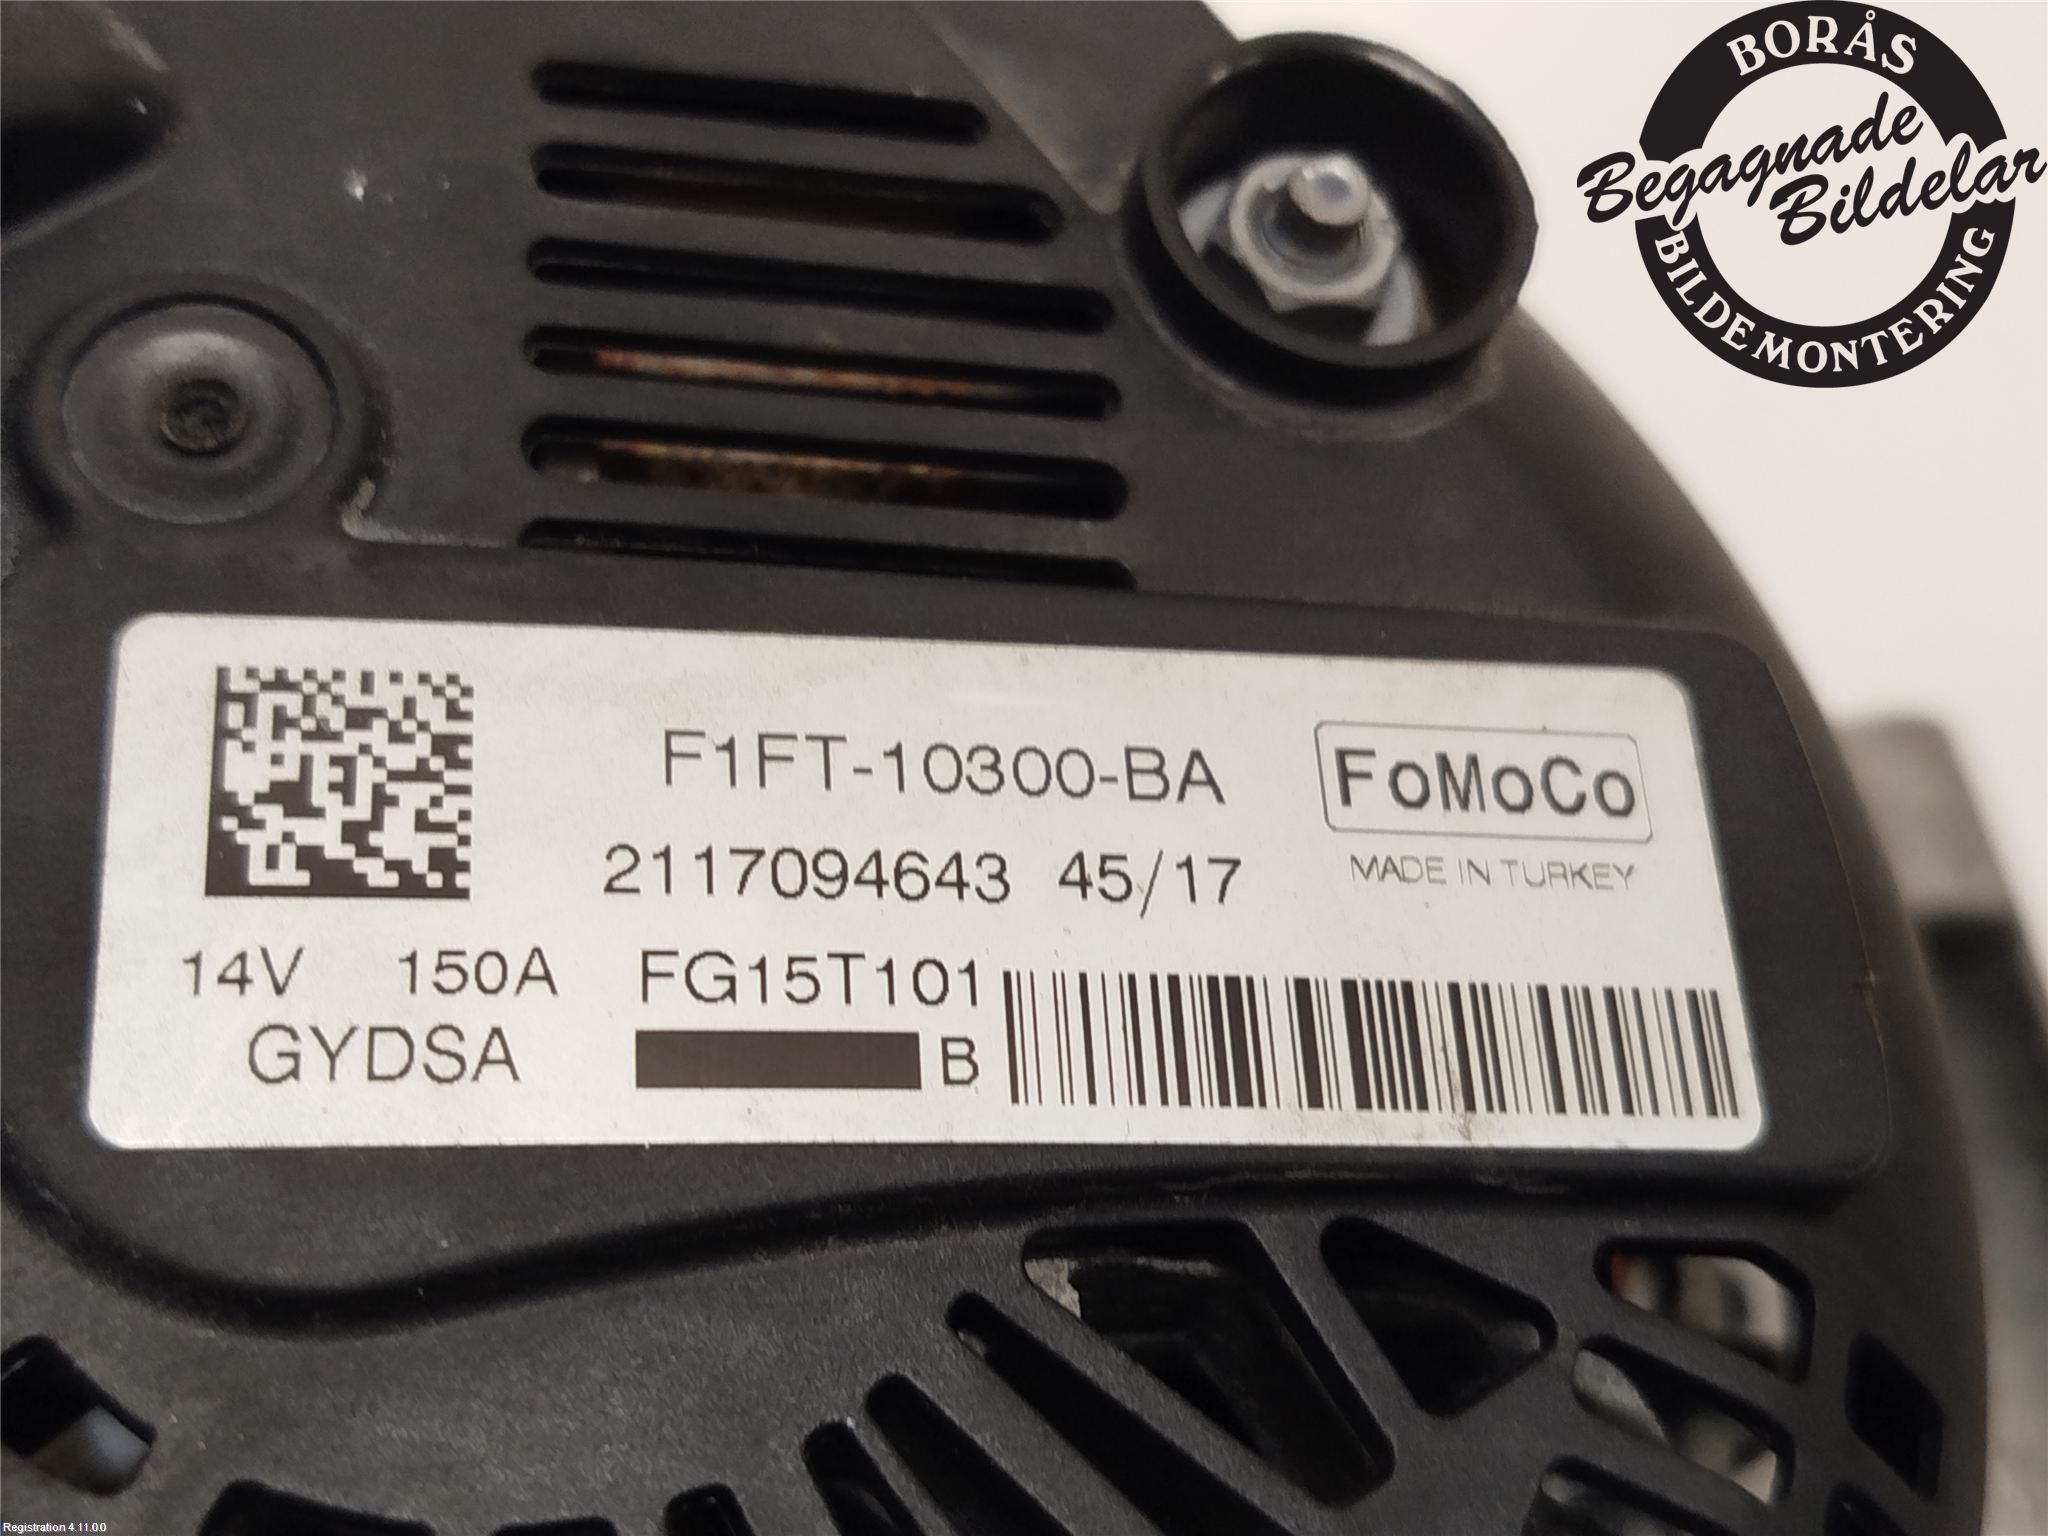 BORÅS
Begagnade
Bildelar
BILDEMONTERING
F1FT-10300-BA
FoMoCo
2117094643 45/17
MADE IN TURKEY
14V 150A FG15T101
GYDSA B
Registration 4.11.0.0